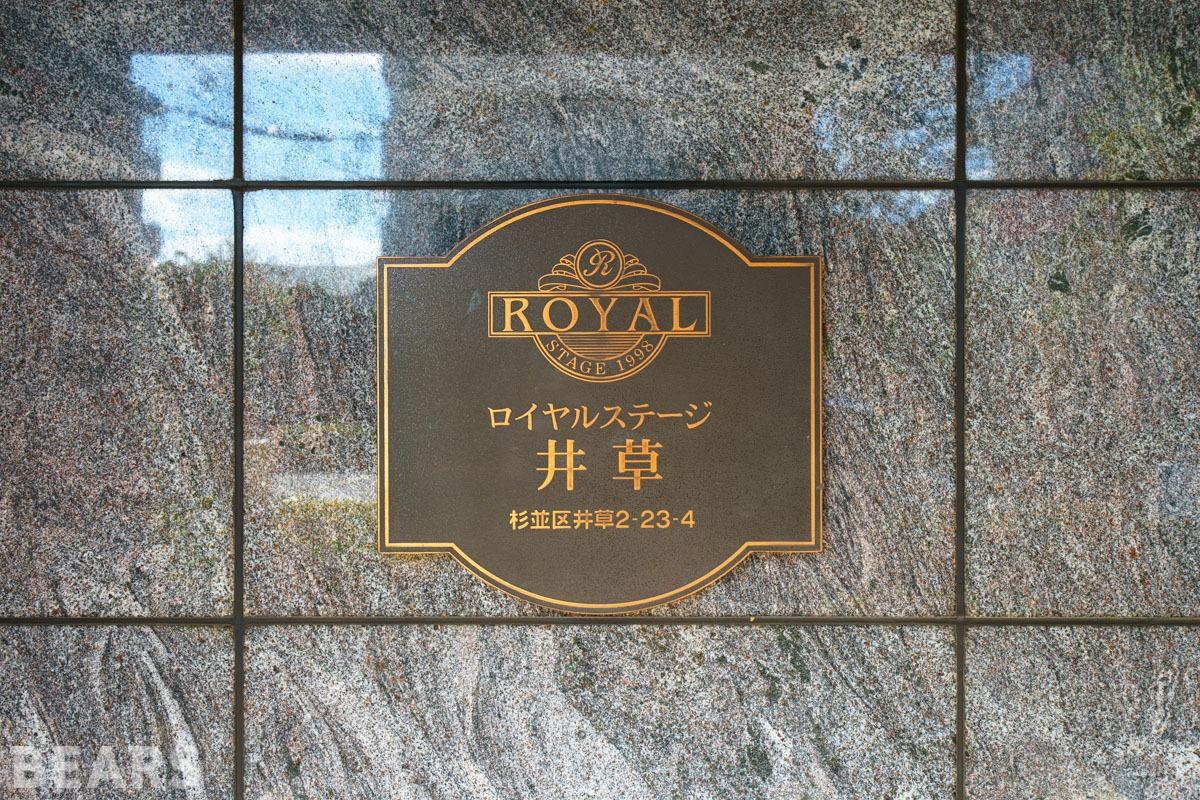 R
ROYAL
STAGE 1998
ロイヤルステージ
井草
杉並区井草2-23-4
BEARS